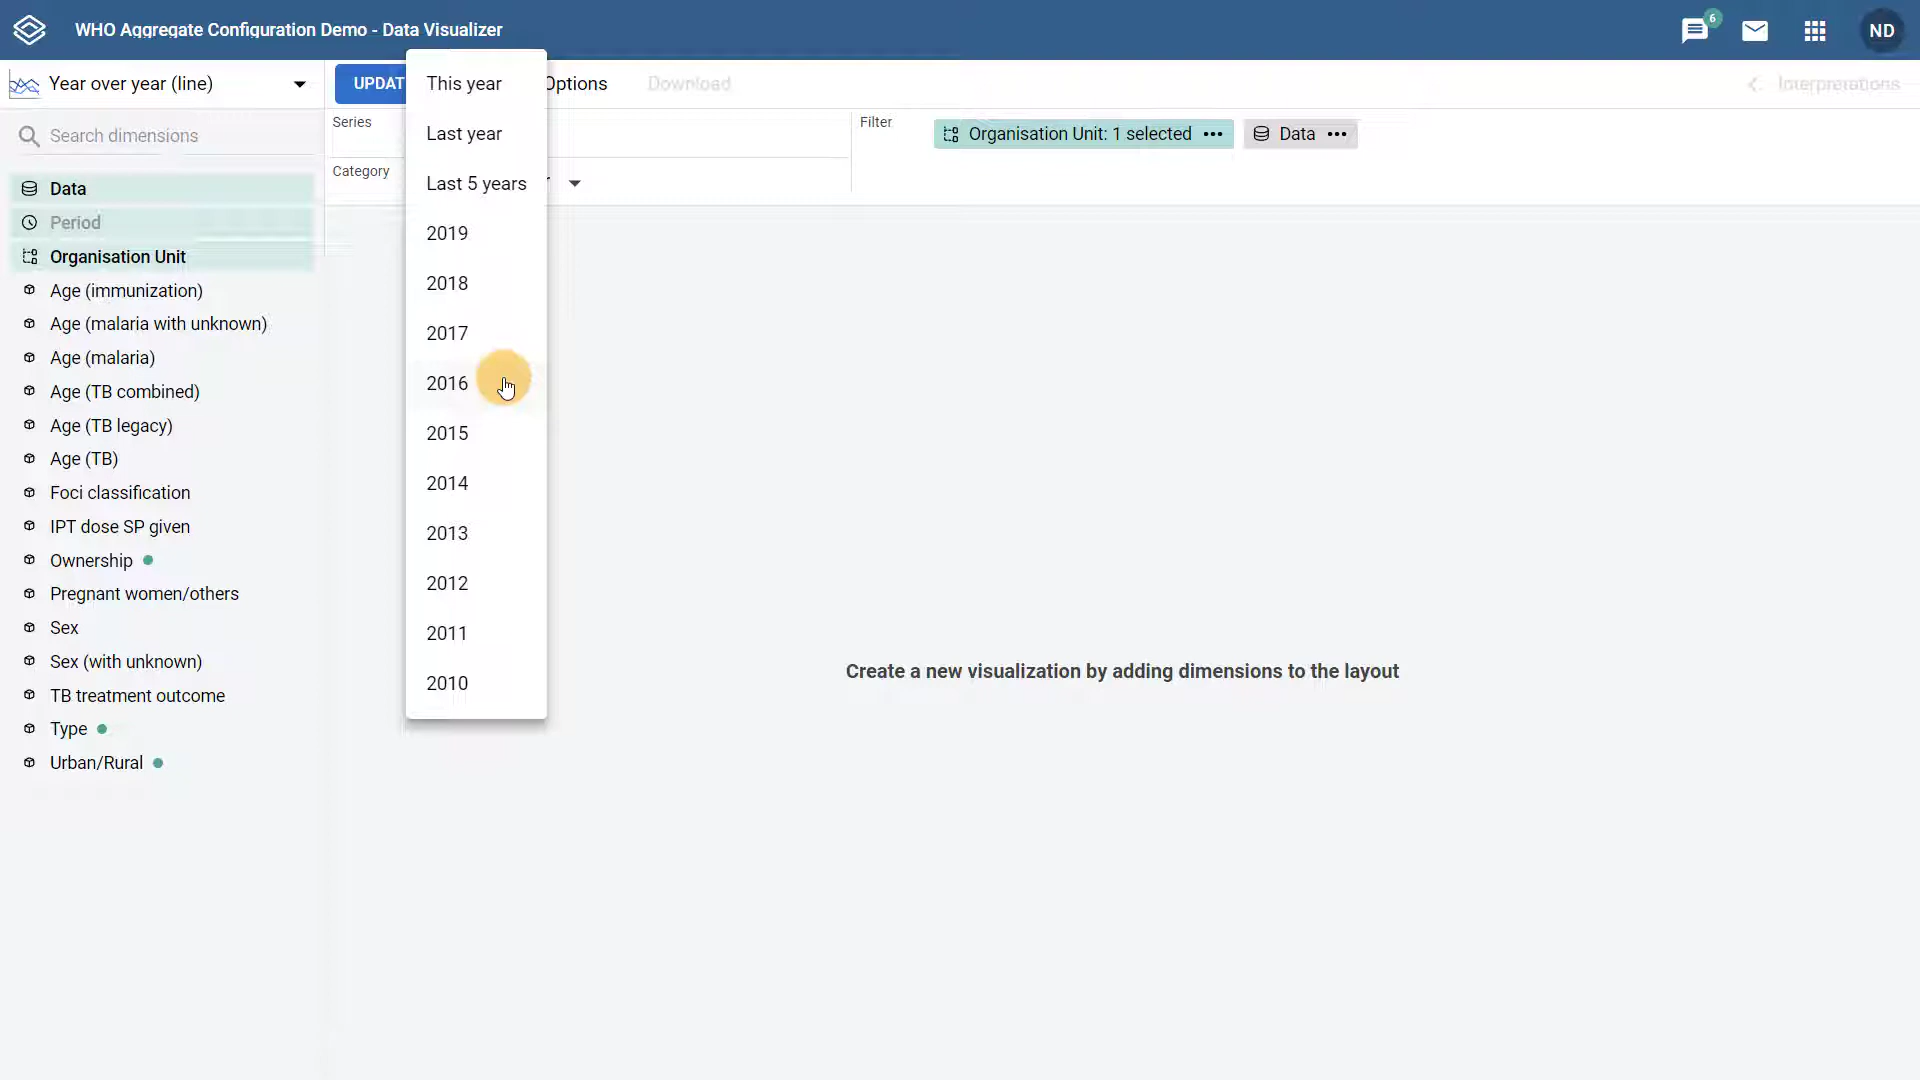 WHO Aggregate Configuration Demo - Data Visualizer
6
ND
Year over year (line)
UPDAT
Options
Download
Interpretations
Search dimensions
Data
Period
Organisation Unit
Age (immunization)
Age (malaria with unknown)
Age (malaria)
Age (TB combined)
Age (TB legacy)
Age (TB)
Foci classification
IPT dose SP given
Ownership
Pregnant women/others
Sex
Sex (with unknown)
TB treatment outcome
Type
Urban/Rural
Series
Category
This year
Last year
Last 5 years
2019
2018
2017
2016
2015
2014
2013
2012
2011
2010
Filter
Organisation Unit: 1 selected
Data
Create a new visualization by adding dimensions to the layout